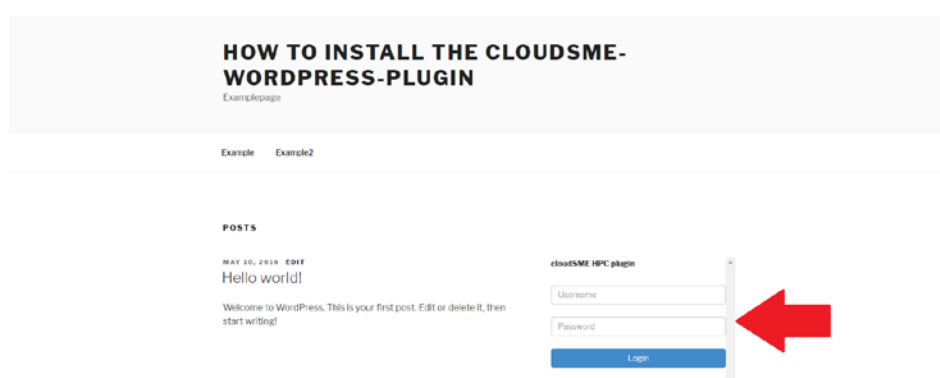 HOW TO INSTALL THE CLOUDSME-
WORDPRESS-PLUGIN
Examplepage
Example Example2
POSTS
MAY 10, 2016 EDIT
Hello world!
Welcome to WordPress. This is your first post. Edit or delete it, then
start writing!
cloudSME HPC plugin
Username
Password
Login